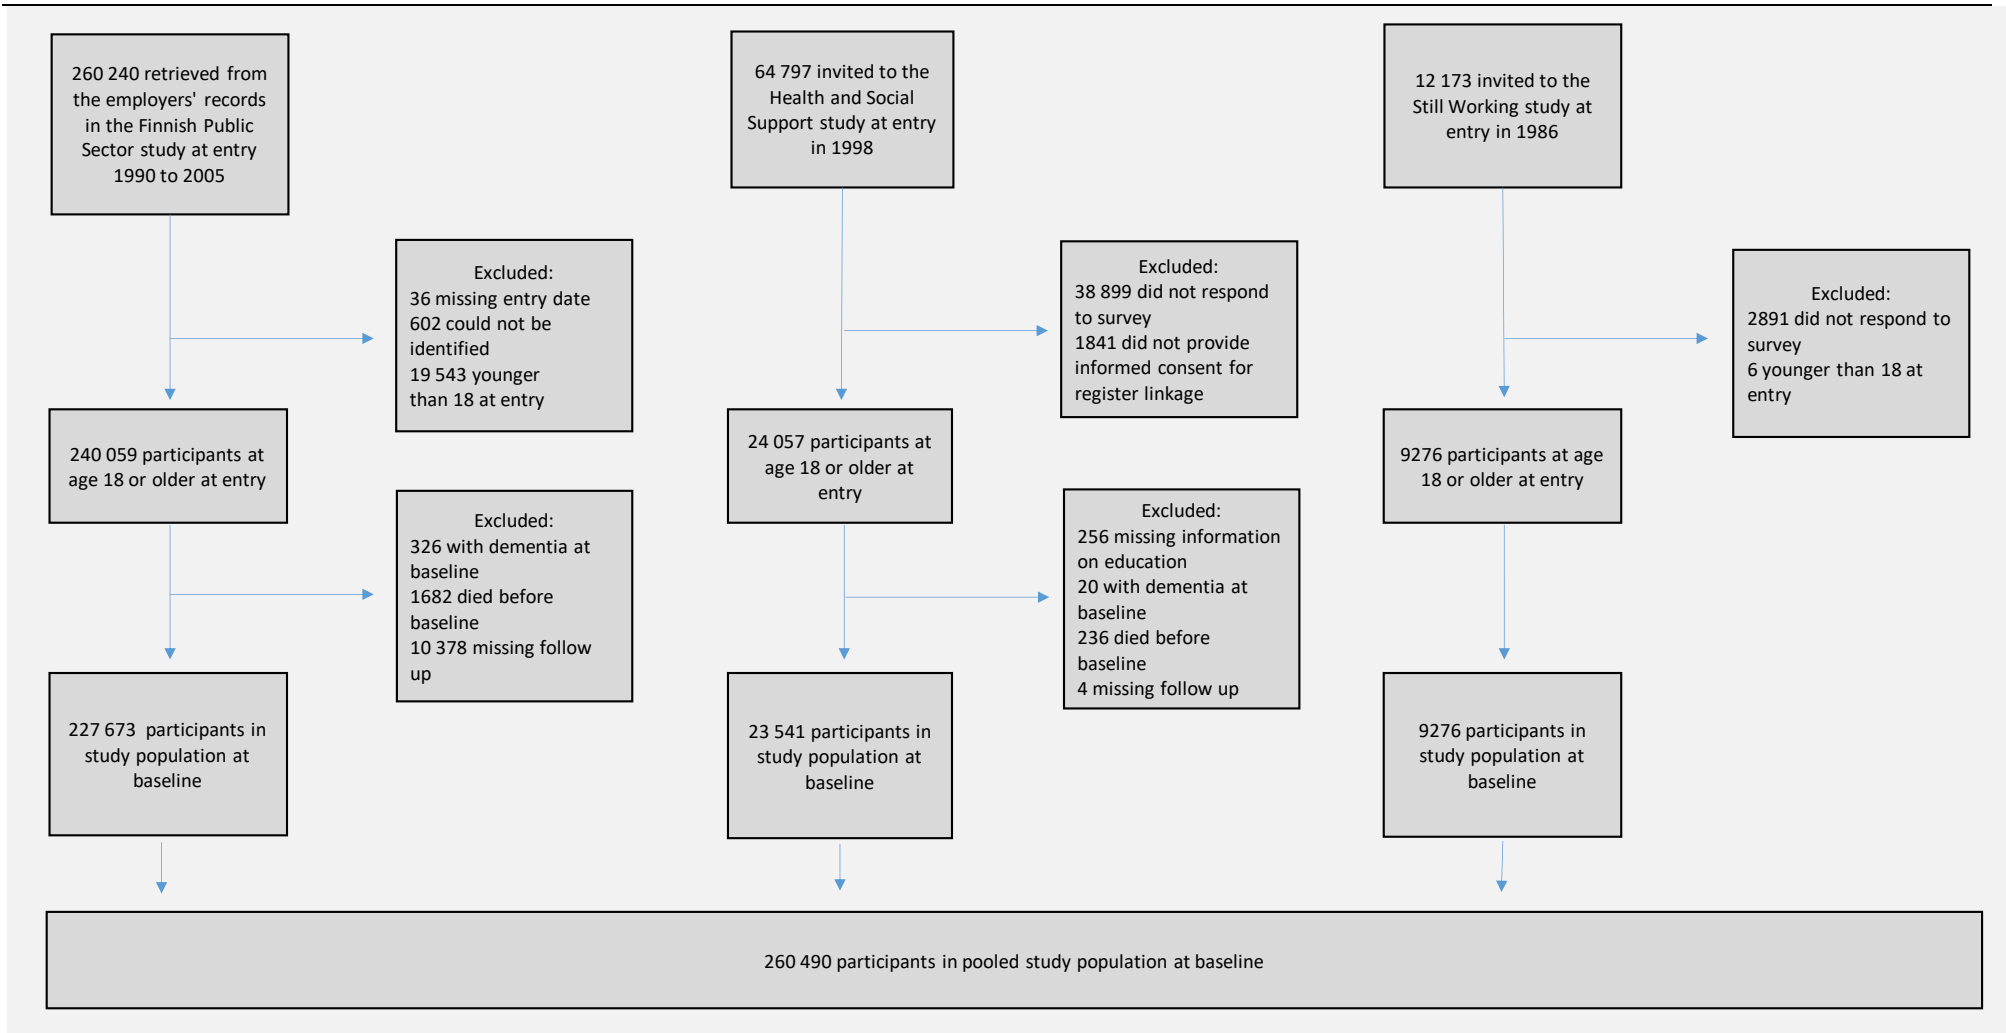 260 240 retrieved from
the employers' records
in the Finnish Public
Sector study at entry
1990 to 2005
64 797 invited to the
Health and Social
Support study at entry
in 1998
12 173 invited to the
Still Working study at
entry in 1986
Excluded:
36 missing entry date
602 could not be
identified
19 543 younger
than 18 at entry
Excluded:
38 899 did not respond
to survey
1841 did not provide
informed consent for
register linkage
Excluded:
2891 did not respond to
survey
6 younger than 18 at
entry
240 059 participants at
age 18 or older at entry
24 057 participants at
age 18 or older at
entry
9276 participants at age
18 or older at entry
Excluded:
326 with dementia at
baseline
1682 died before
baseline
10 378 missing follow
up
Excluded:
256 missing information
on education
20 with dementia at
baseline
236 died before
baseline
4 missing follow up
227 673 participants in
study population at
baseline
23 541 participants in
study population at
baseline
9276 participants in
study population at
baseline
260 490 participants in pooled study population at baseline